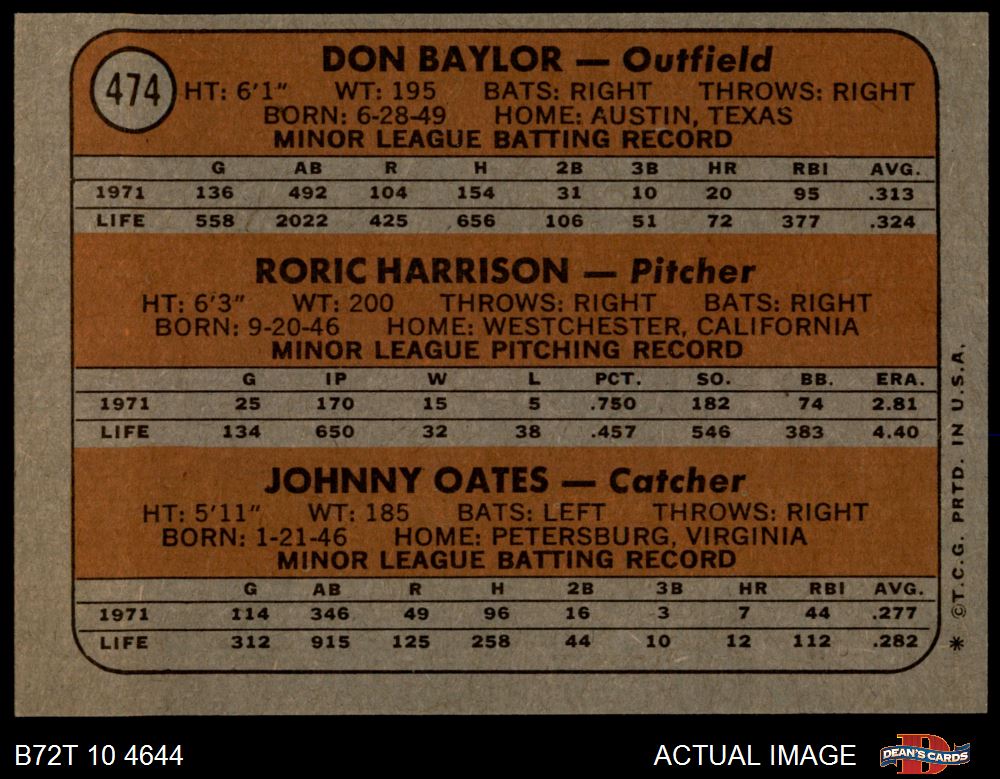 474
DON BAYLOR — Outfield
HT: 6'1" WT: 195 BATS: RIGHT THROWS: RIGHT
BORN: 6-28-49 HOME: AUSTIN, TEXAS
MINOR LEAGUE BATTING RECORD
G AB R H 2B 3B HR RBI AVG.
1971 136 492 104 154 31 10 20 95 .313
LIFE 558 2022 425 656 106 51 72 377 .324
RORIC HARRISON — Pitcher
HT: 6'3" WT: 200 THROWS: RIGHT BATS: RIGHT
BORN: 9-20-46 HOME: WESTCHESTER, CALIFORNIA
MINOR LEAGUE PITCHING RECORD
G IP W L PCT. SO. BB. ERA.
1971 25 170 15 5 .750 182 74 2.81
LIFE 134 650 32 38 .457 546 383 4.40
JOHNNY OATES — Catcher
HT: 5'11" WT: 185 BATS: LEFT THROWS: RIGHT
BORN: 1-21-46 HOME: PETERSBURG, VIRGINIA
MINOR LEAGUE BATTING RECORD
G AB R H 2B 3B HR RBI AVG.
1971 114 346 49 96 16 3 7 44 .277
LIFE 312 915 125 258 44 10 12 112 .282
* ©T.C.G. PRTD. IN U.S.A.
B72T 10 4644
ACTUAL IMAGE
DEAN'S CARDS